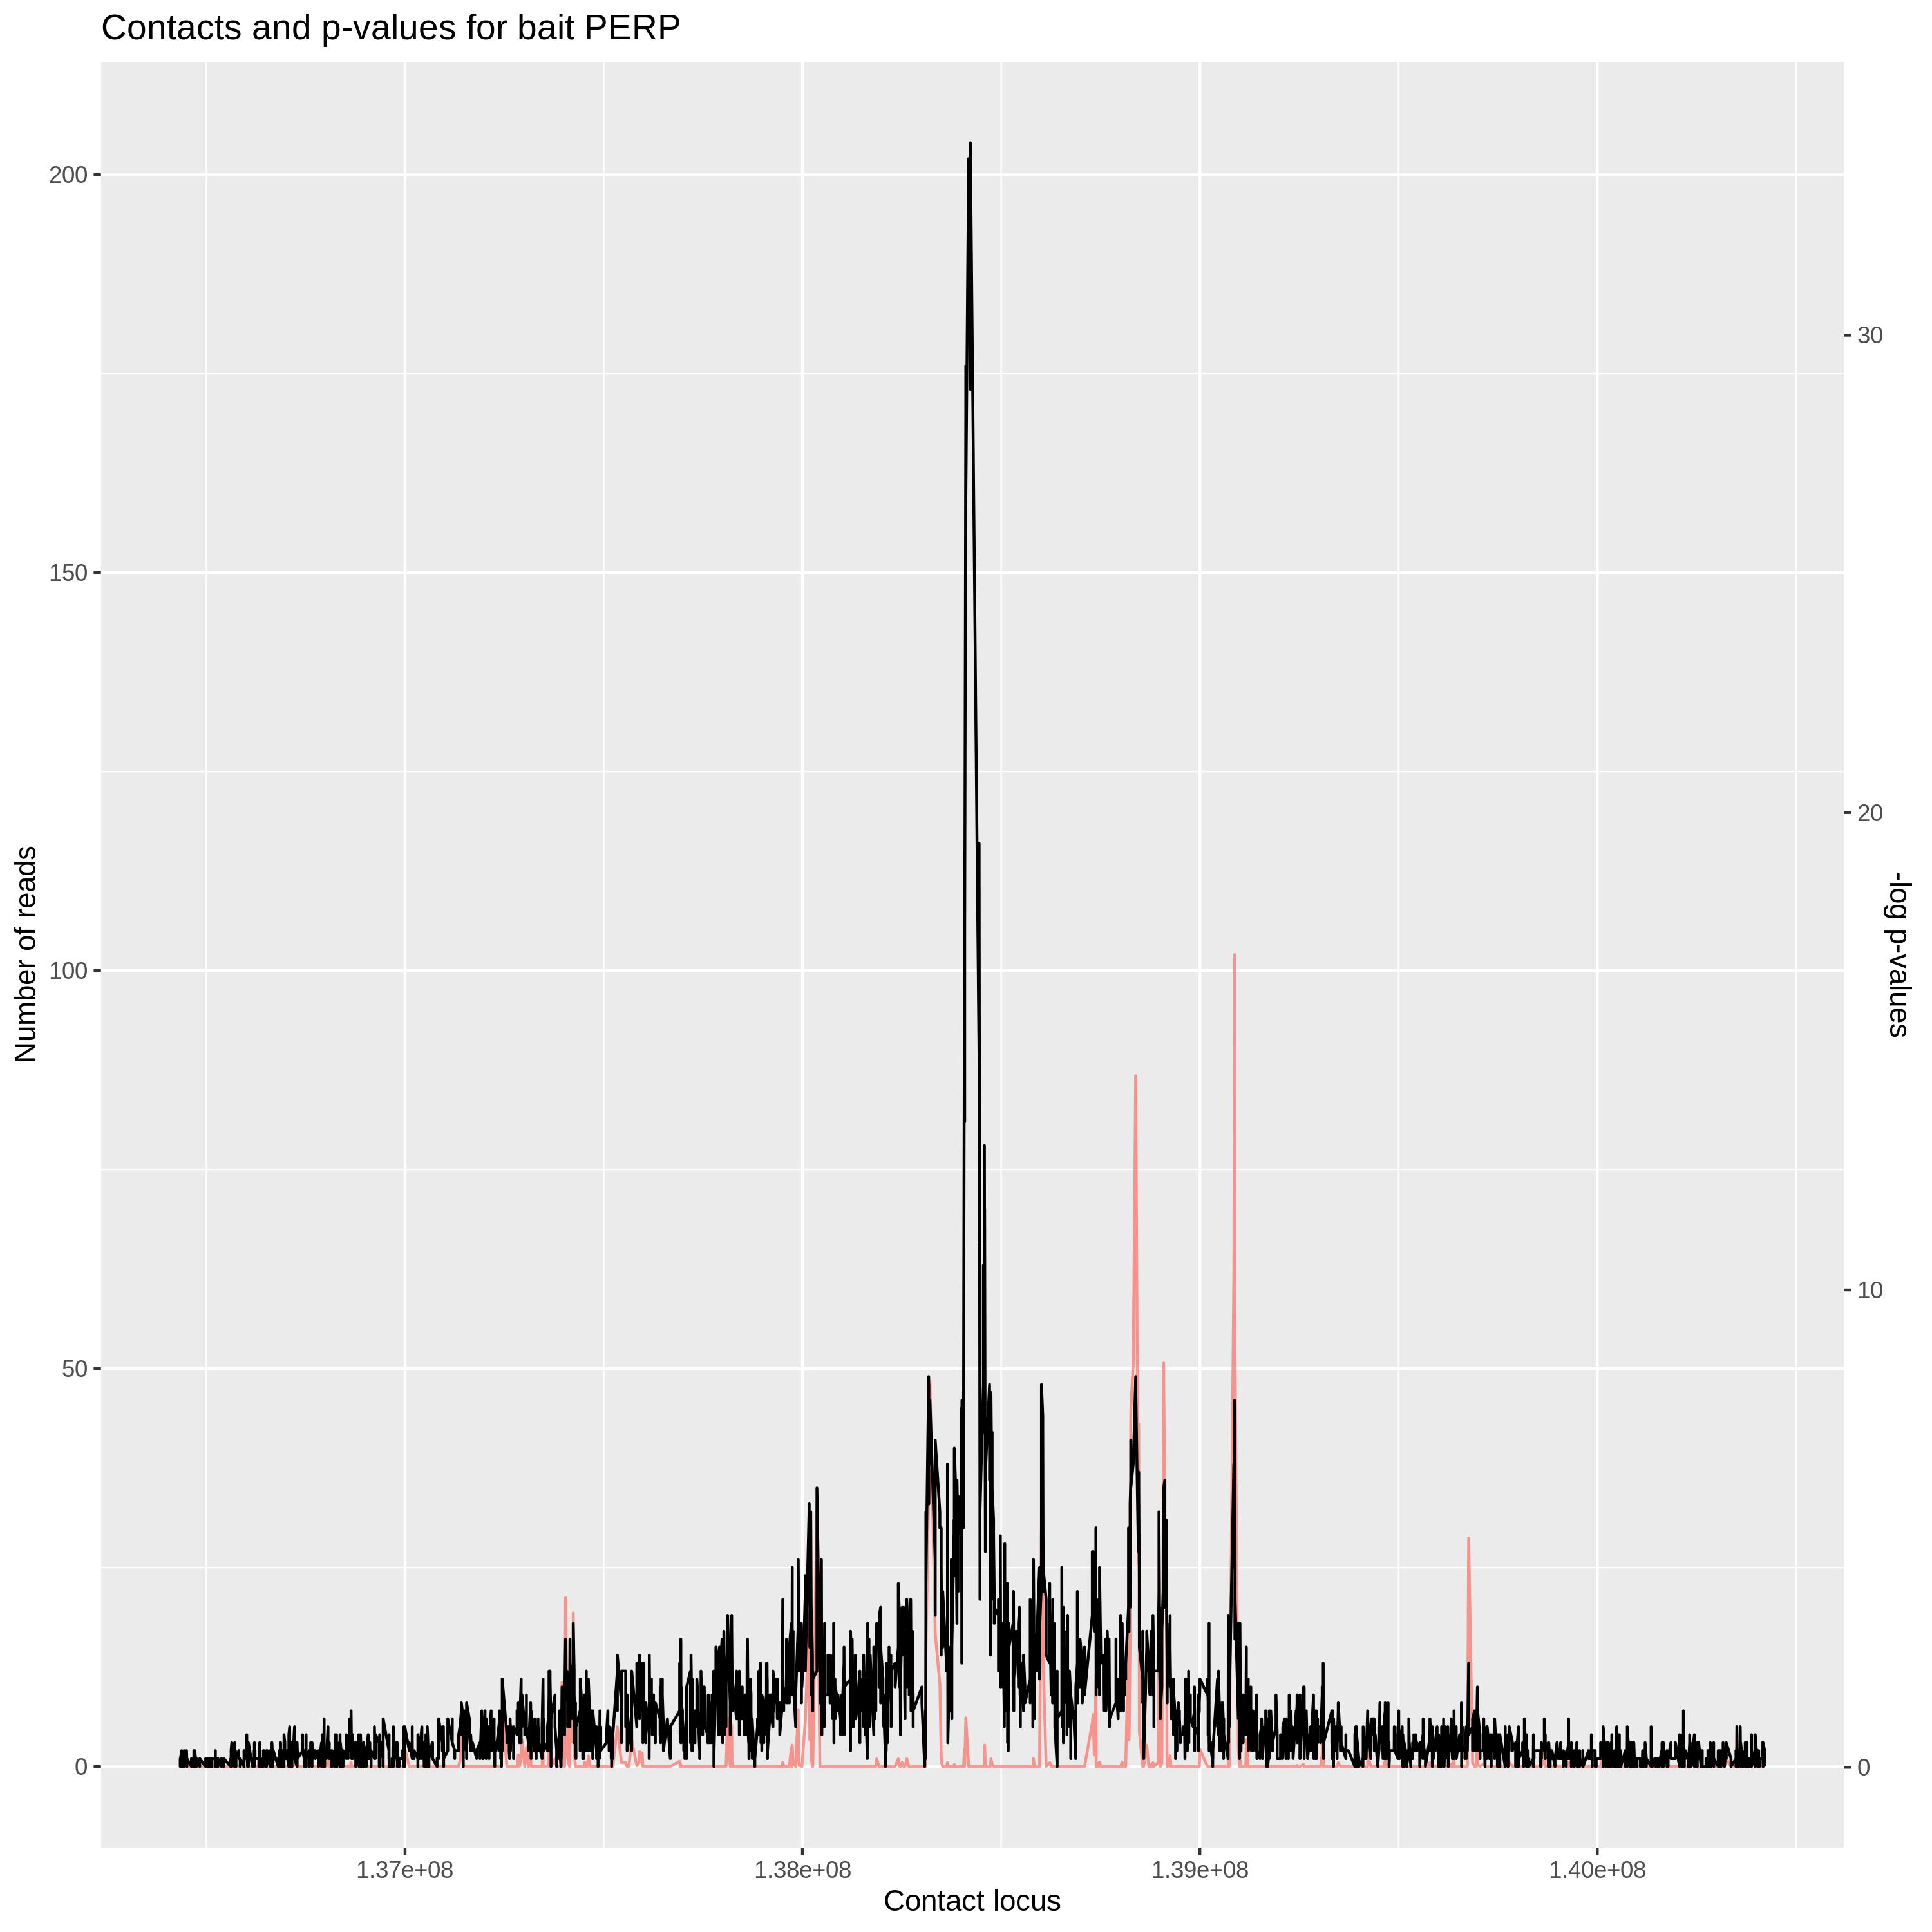 Contacts and p-values for bait PERP
200
150
100
50
0
Number of reads
30
20
10
0
-log p-values
1.37e+08
1.38e+08
1.39e+08
1.40e+08
Contact locus